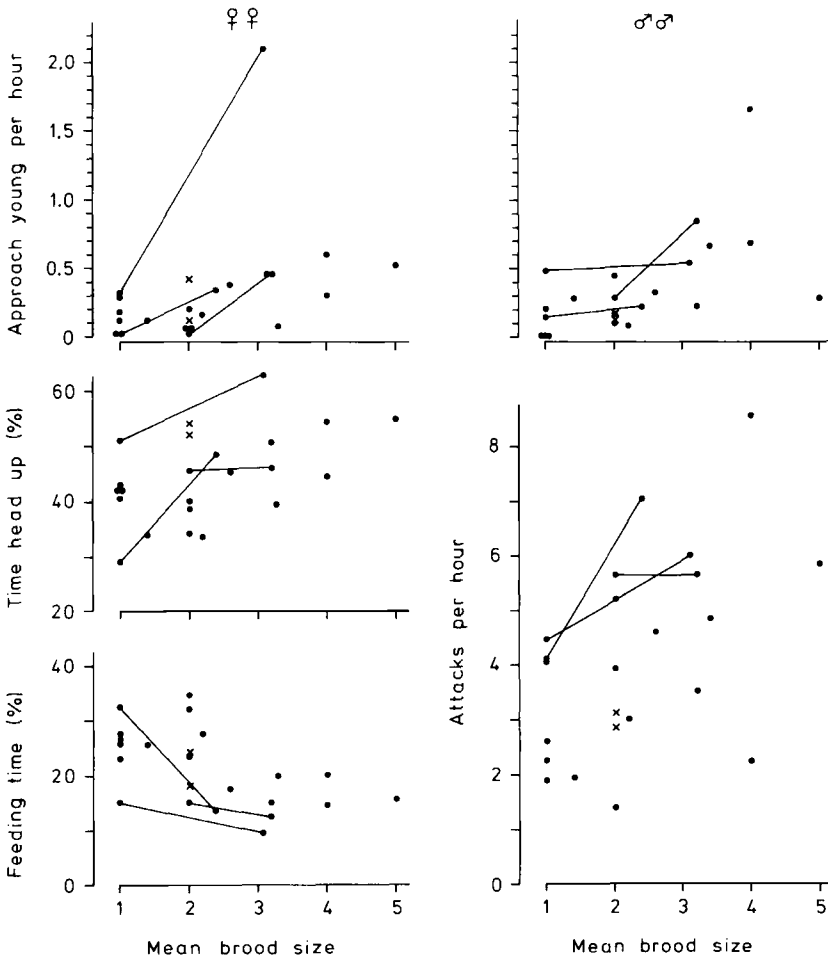 ♀♀
♂♂
Approach young per hour
2.0
1.5
1.0
0.5
0
Time head up (%)
60
40
20
Feeding time (%)
40
20
0
1 2 3 4 5
Mean brood size
Attacks per hour
8
6
4
2
0
1 2 3 4 5
Mean brood size